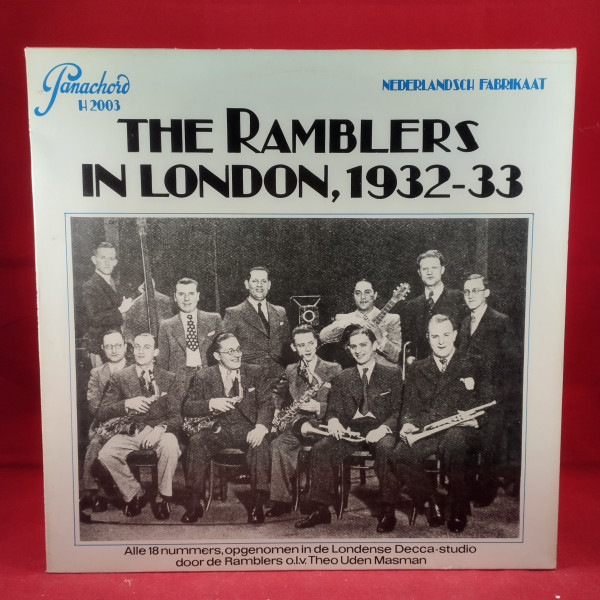 Panachord
H 2003
NEDERLANDSCH FABRIKAAT
THE RAMBLERS
IN LONDON, 1932-33
Alle 18 nummers, opgenomen in de Londense Decca-studio
door de Ramblers o.l.v. Theo Uden Masman